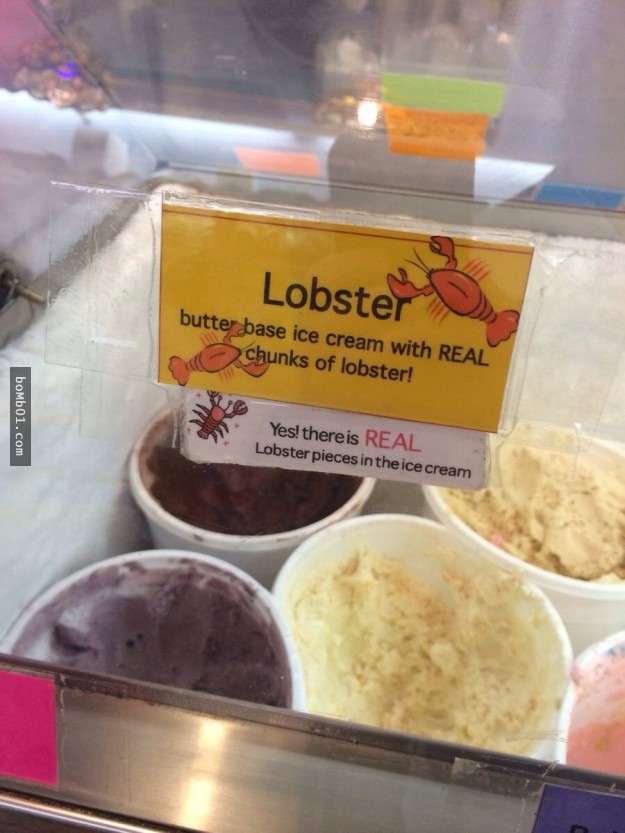 Lobster
butter base ice cream with REAL
chunks of lobster!
Yes! there is REAL
Lobster pieces in the ice cream
boMb01.com